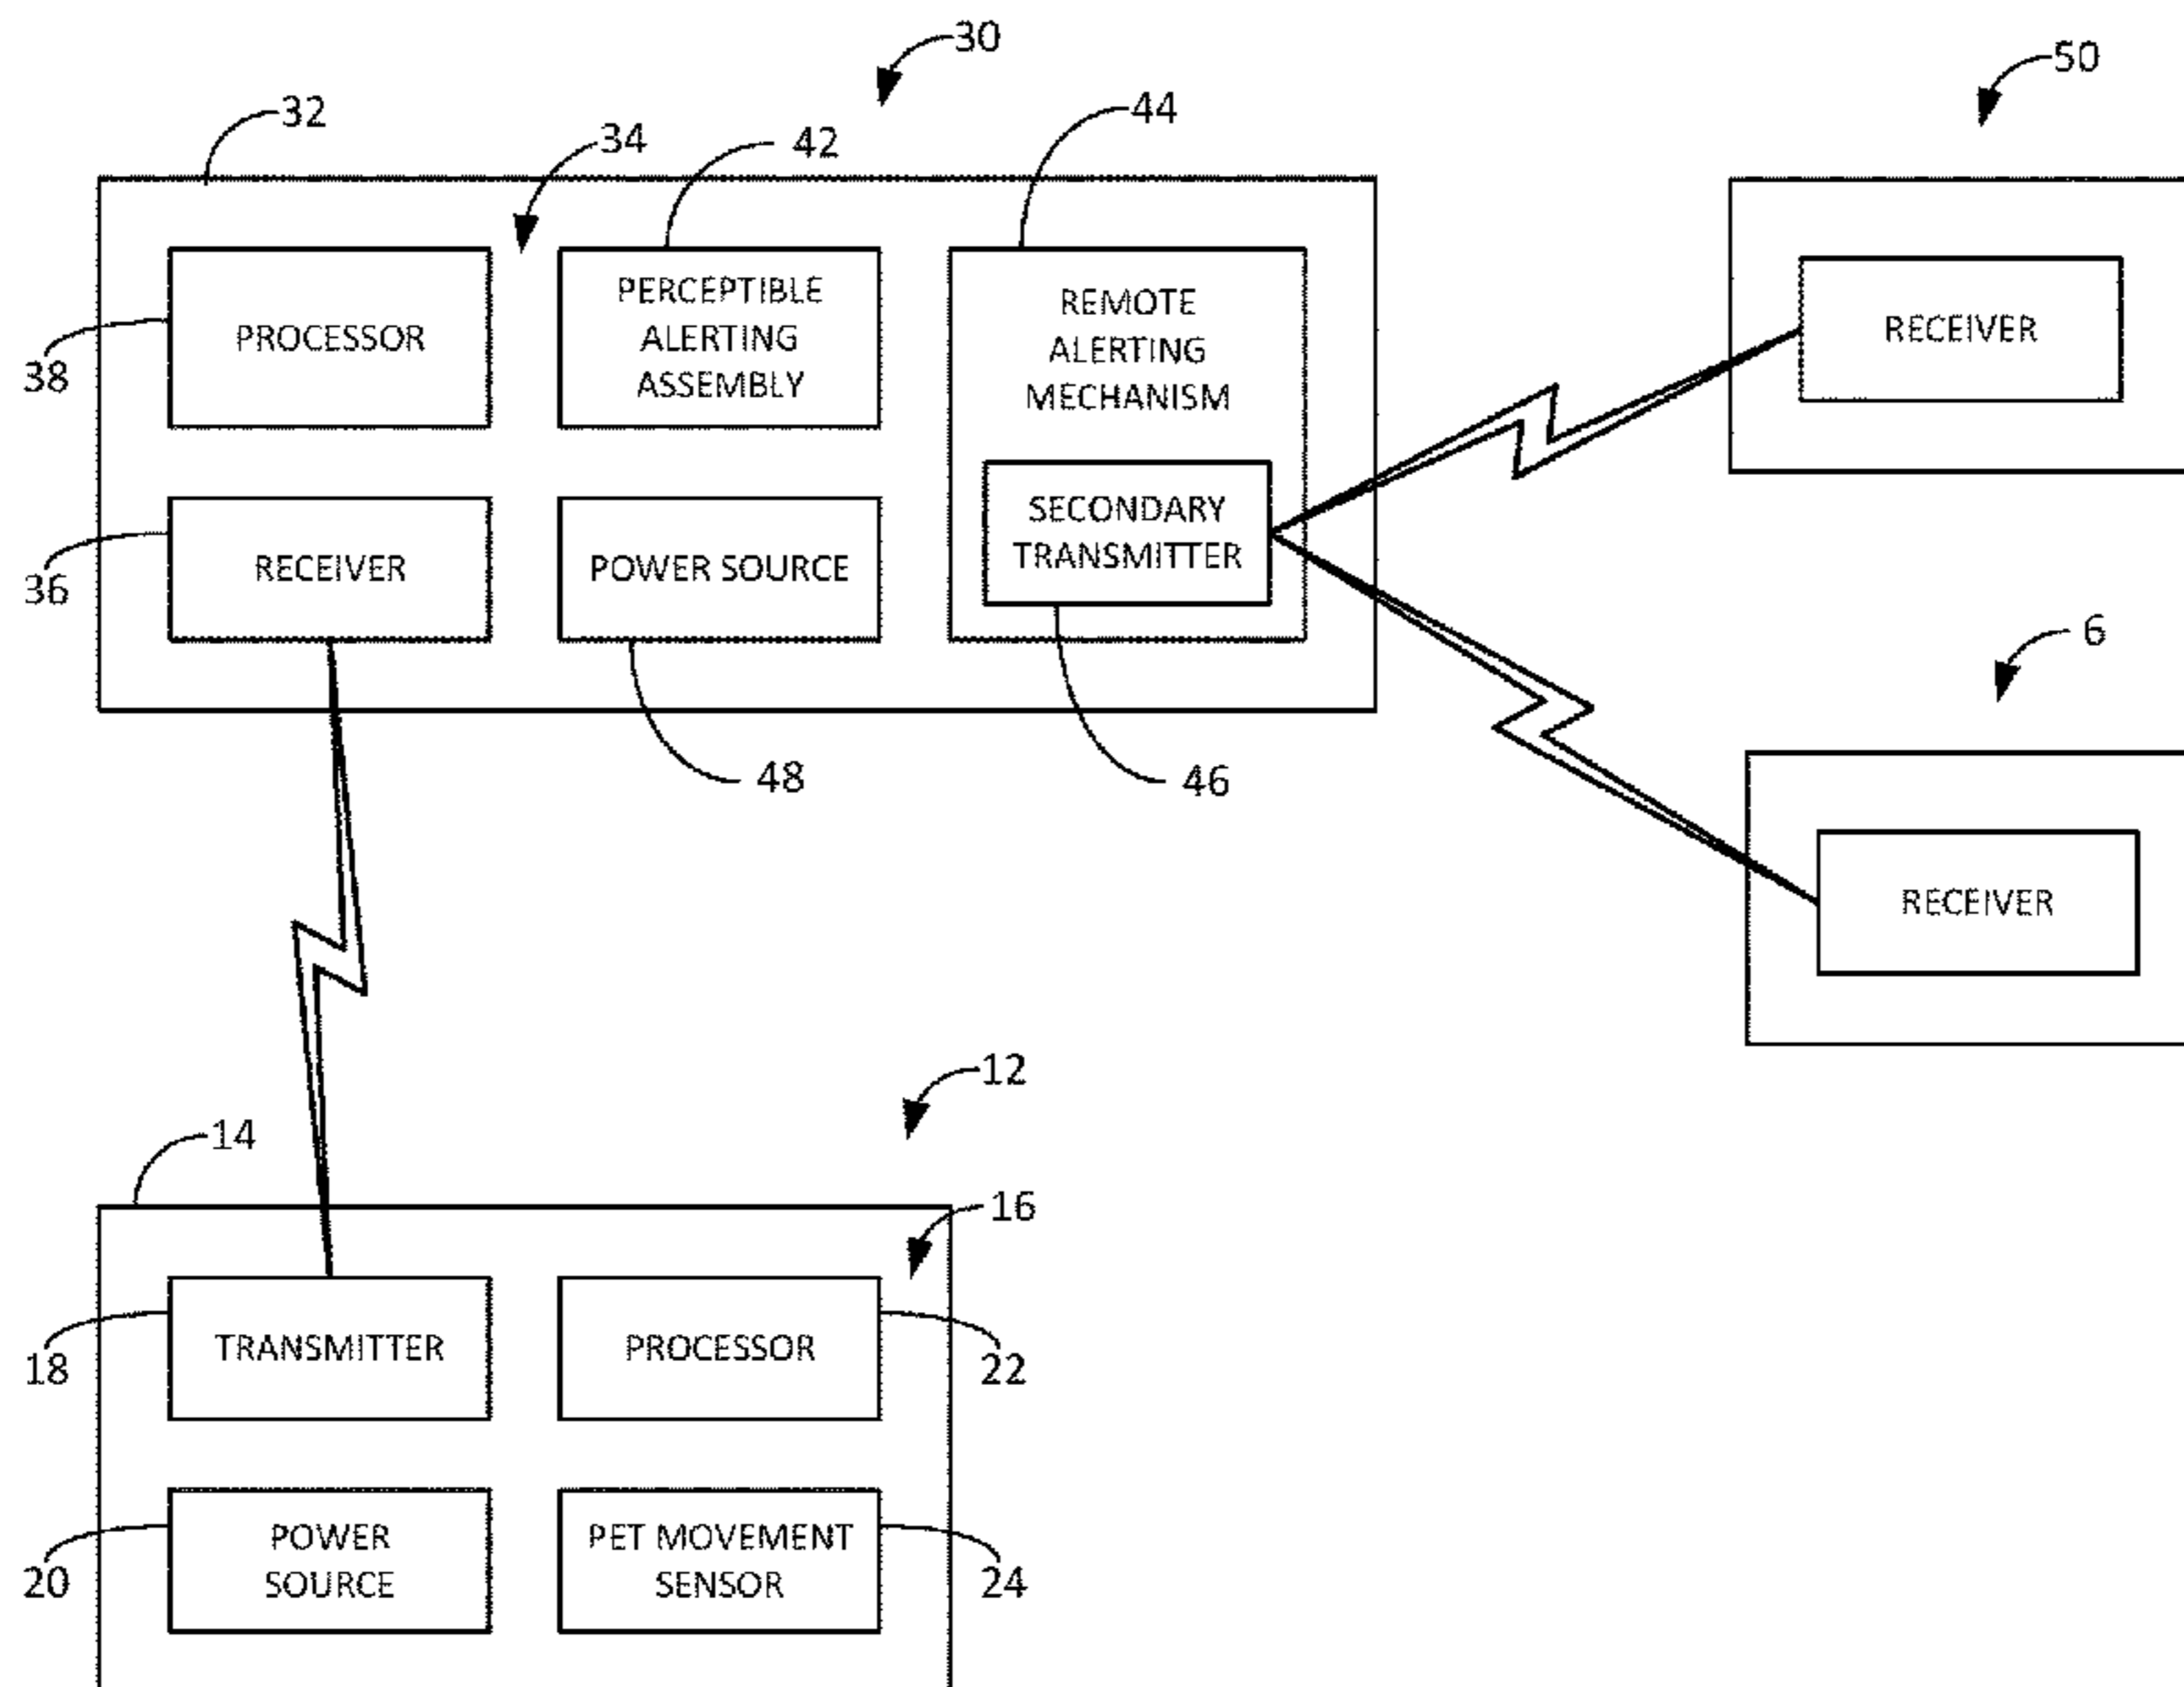 30
50
32
34
42
44
PROCESSOR
PERCEPTIBLE
ALERTING
ASSEMBLY
REMOTE
ALERTING
MECHANISM
RECEIVER
38
SECONDARY
TRANSMITTER
RECEIVER
POWER SOURCE
36
6
48
46
RECEIVER
12
14
16
TRANSMITTER
PROCESSOR
18
22
POWER
SOURCE
PET MOVEMENT
SENSOR
20
24